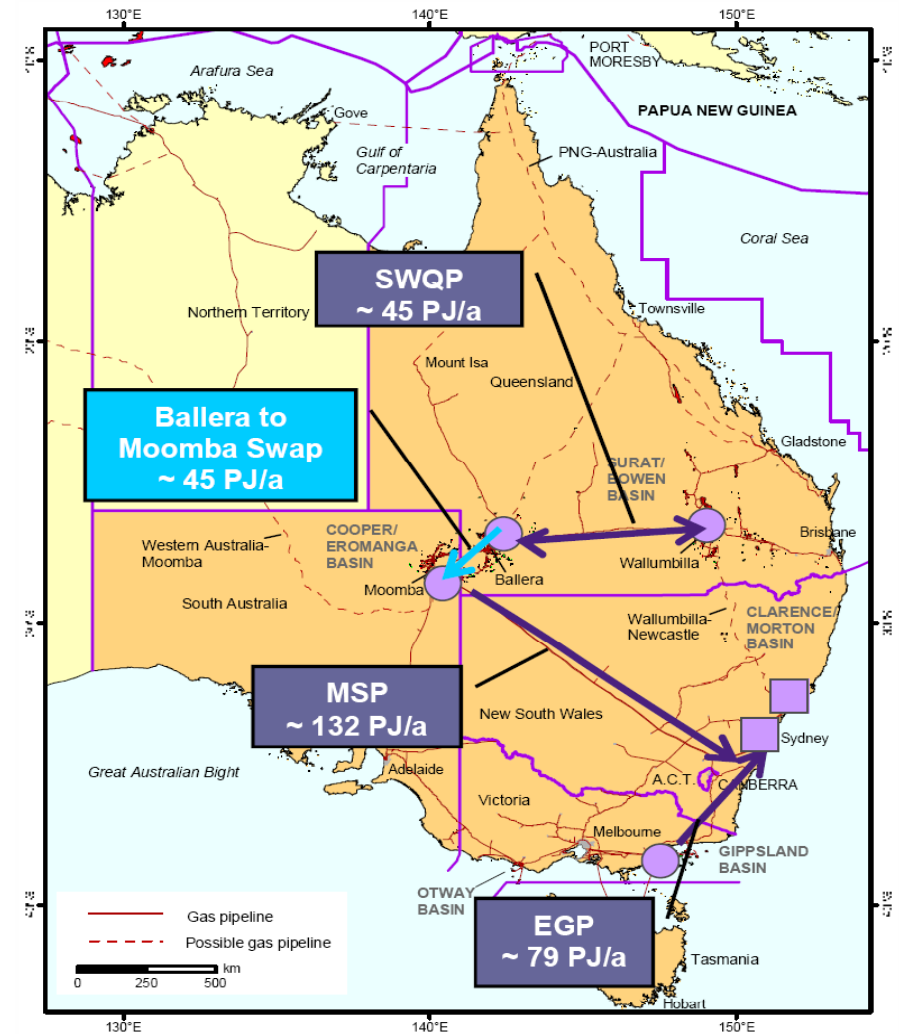 130°E
140°E
150°E
PORT
MORESBY
Arafura Sea
PAPUA NEW GUINEA
Gove
Gulf of
Carpentaria
PNG-Australia
Coral Sea
SWQP
~ 45 PJ/a
Northern Territory
Townsville
Mount Isa
Queensland
Ballera to
Moomba Swap
~ 45 PJ/a
Gladstone
SURAT/
BOWEN
BASIN
COOPER/
EROMANGA
BASIN
Western Australia-
Moomba
Brisbane
Wallumbilla
Ballera
Moomba
South Australia
Wallumbilla-
Newcastle
CLARENCE/
MORTON
BASIN
MSP
~ 132 PJ/a
New South Wales
Sydney
Great Australian Bight
Adelaide
A.C.T.
CANBERRA
Victoria
Melbourne
GIPPSLAND
BASIN
OTWAY
BASIN
EGP
~ 79 PJ/a
Gas pipeline
Possible gas pipeline
km
0 250 500
Tasmania
Hobart
130°E
140°E
150°E